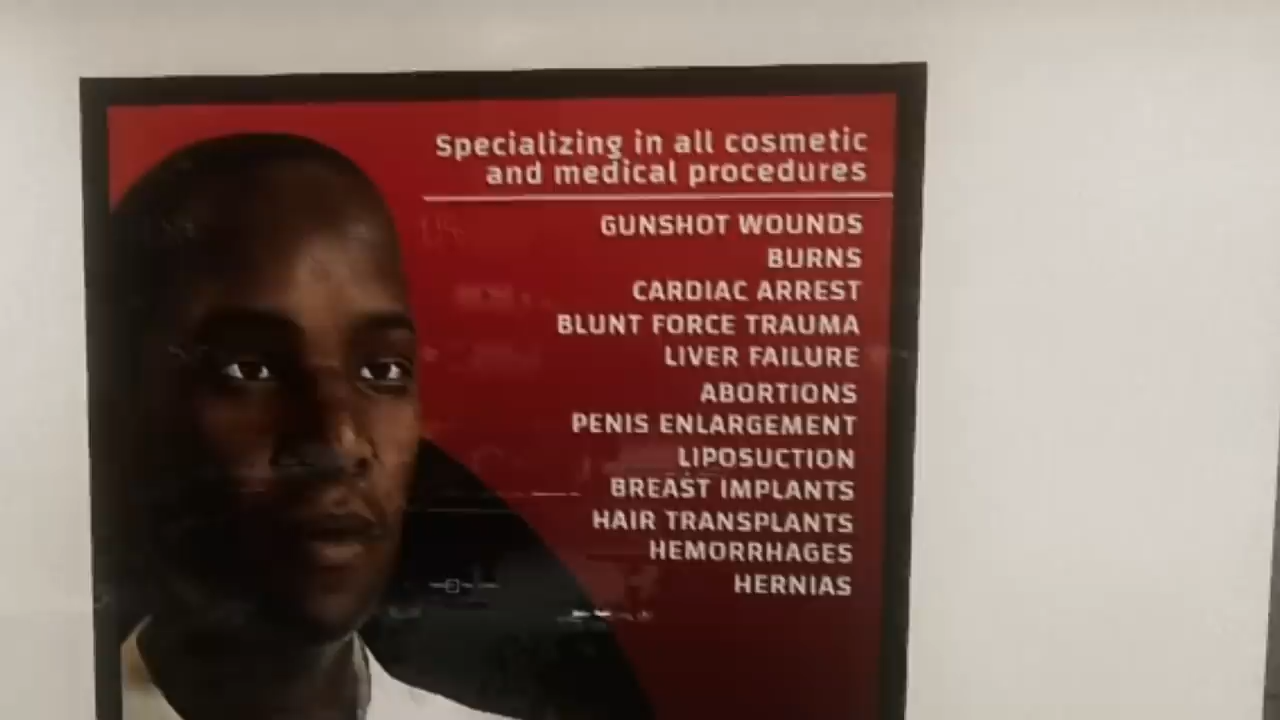 Specializing in all cosmetic
and medical procedures
GUNSHOT WOUNDS
BURNS
CARDIAC ARREST
BLUNT FORCE TRAUMA
LIVER FAILURE
ABORTIONS
PENIS ENLARGEMENT
LIPOSUCTION
BREAST IMPLANTS
HAIR TRANSPLANTS
HEMORRHAGES
HERNIAS